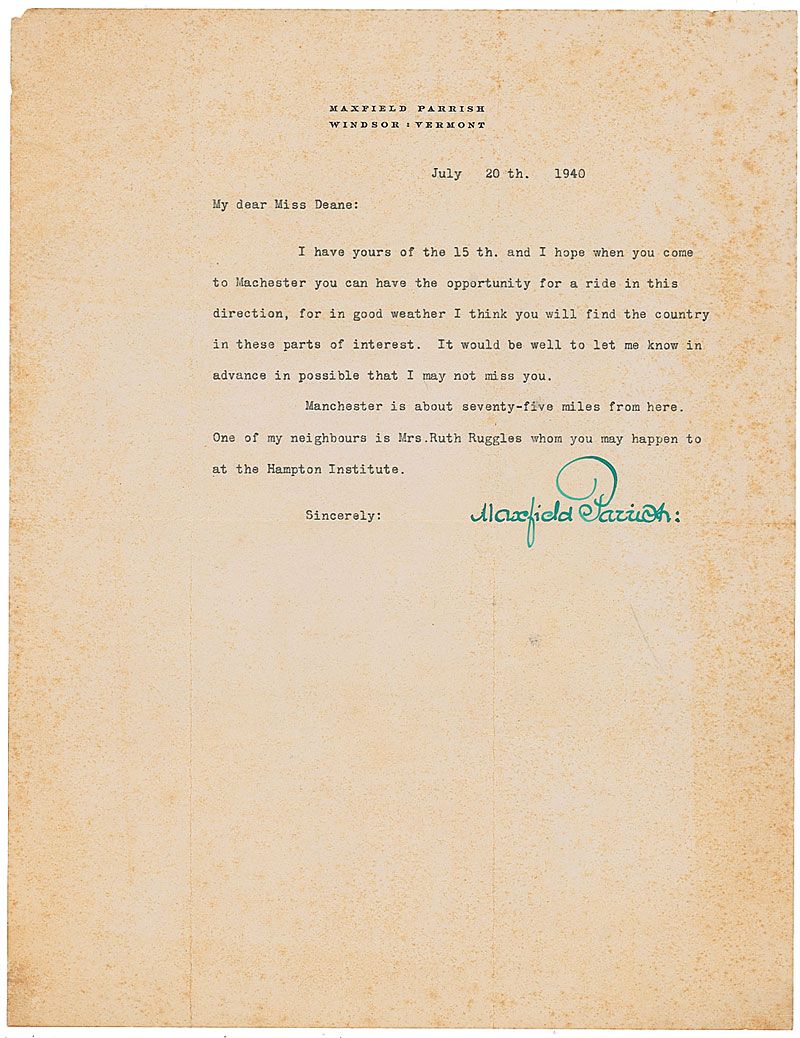 MAXFIELD PARRISH
WINDSOR : VERMONT
July 20 th. 1940
My dear Miss Deane:
I have yours of the 15 th. and I hope when you come
to Machester you can have the opportunity for a ride in this
direction, for in good weather I think you will find the country
in these parts of interest. It would be well to let me know in
advance in possible that I may not miss you.
Manchester is about seventy-five miles from here.
One of my neighbours is Mrs.Ruth Ruggles whom you may happen to
at the Hampton Institute.
Sincerely: Maxfield Parrish: